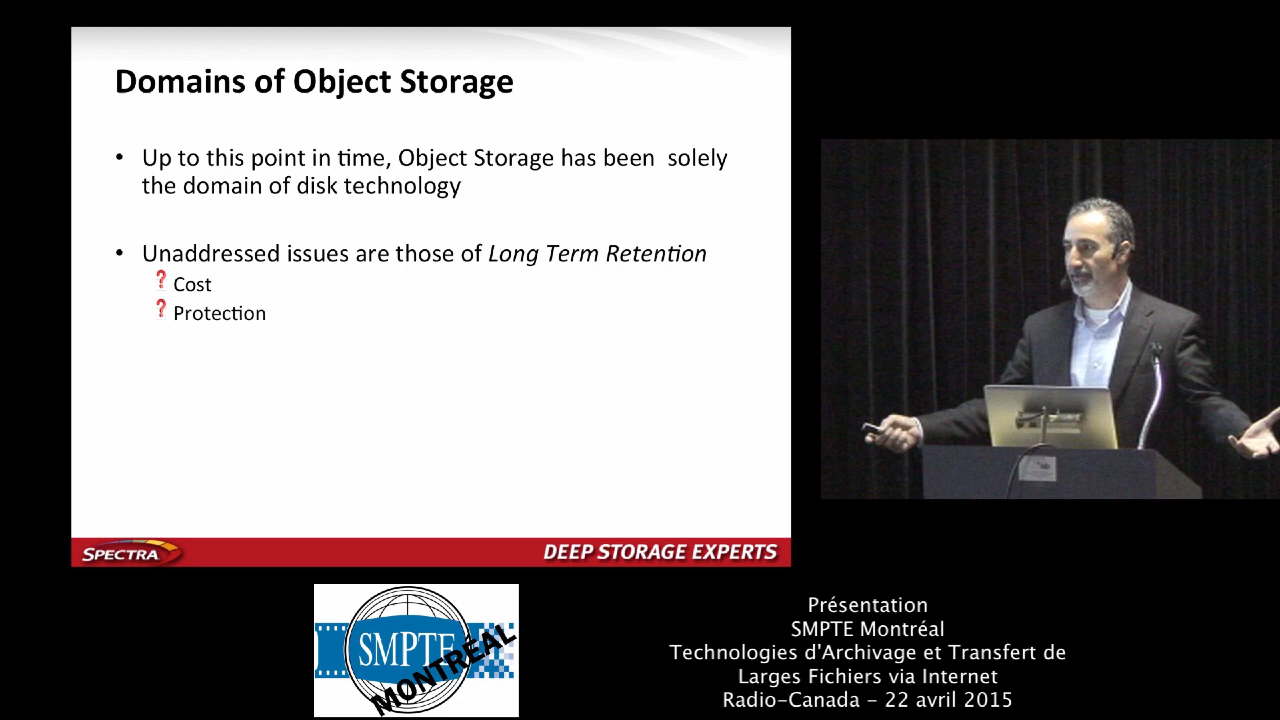 Domains of Object Storage
• Up to this point in time, Object Storage has been  solely
the domain of disk technology
• Unaddressed issues are those of Long Term Retention
? Cost
? Protection
SPECTRA
DEEP STORAGE EXPERTS
SMPTE
MONTRÉAL
Présentation
SMPTE Montréal
Technologies d'Archivage et Transfert de
Larges Fichiers via Internet
Radio-Canada – 22 avril 2015